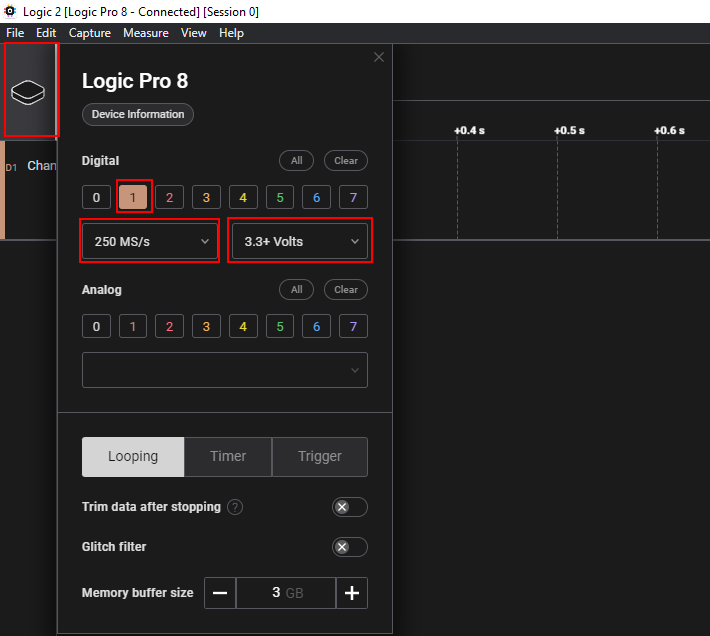 Logic 2 [Logic Pro 8 - Connected] [Session 0]
File Edit Capture Measure View Help
Logic Pro 8
Device Information
+0.4 s +0.5 s +0.6 s
Digital All Clear
D1 Chan
0 1 2 3 4 5 6 7
250 MS/s 3.3+ Volts
Analog All Clear
0 1 2 3 4 5 6 7
Looping Timer Trigger
Trim data after stopping ?
Glitch filter
Memory buffer size − 3 GB +